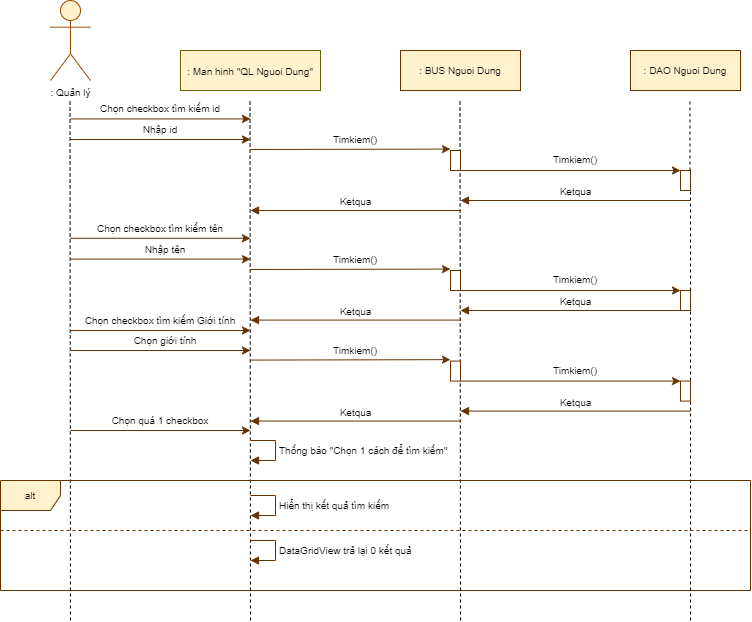 : Quản lý
: Man hinh "QL Nguoi Dung"
: BUS Nguoi Dung
: DAO Nguoi Dung
Chọn checkbox tìm kiếm id
Nhập id
Timkiem()
Timkiem()
Ketqua
Ketqua
Chọn checkbox tìm kiếm tên
Nhập tên
Timkiem()
Timkiem()
Ketqua
Ketqua
Chọn checkbox tìm kiếm Giới tính
Chọn giới tính
Timkiem()
Timkiem()
Ketqua
Ketqua
Chọn quá 1 checkbox
Thống báo "Chọn 1 cách để tìm kiếm"
alt
Hiển thị kết quả tìm kiếm
DataGridView trả lại 0 kết quả